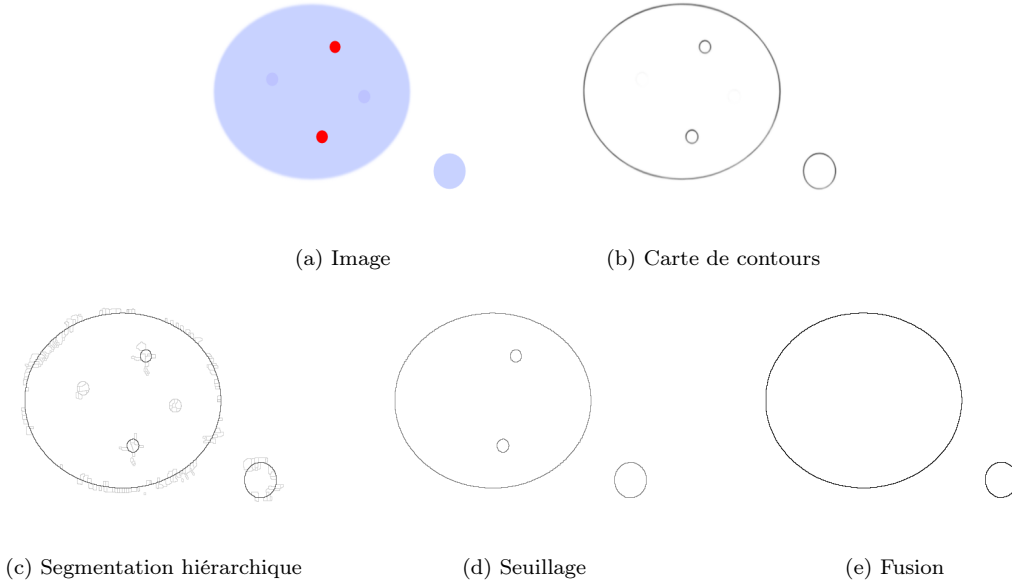 (a) Image
(b) Carte de contours
(c) Segmentation hiérarchique
(d) Seuillage
(e) Fusion